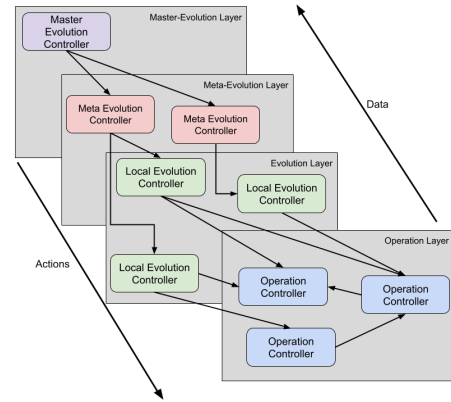 Master-Evolution Layer
Master
Evolution
Controller
Meta-Evolution Layer
Meta Evolution
Controller
Meta Evolution
Controller
Data
Evolution Layer
Local Evolution
Controller
Local Evolution
Controller
Operation Layer
Actions
Local Evolution
Controller
Operation
Controller
Operation
Controller
Operation
Controller